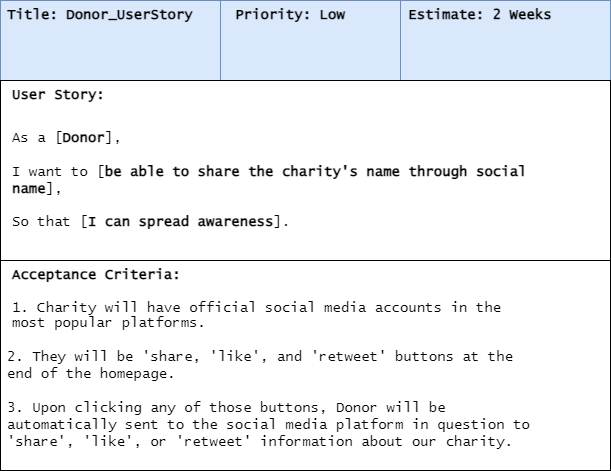 Title: Donor_UserStory
Priority: Low
Estimate: 2 Weeks
User Story:
As a [Donor],
I want to [be able to share the charity's name through social
name],
So that [I can spread awareness].
Acceptance Criteria:
1. Charity will have official social media accounts in the
most popular platforms.
2. They will be 'share, 'like', and 'retweet' buttons at the
end of the homepage.
3. Upon clicking any of those buttons, Donor will be
automatically sent to the social media platform in question to
'share', 'like', or 'retweet' information about our charity.